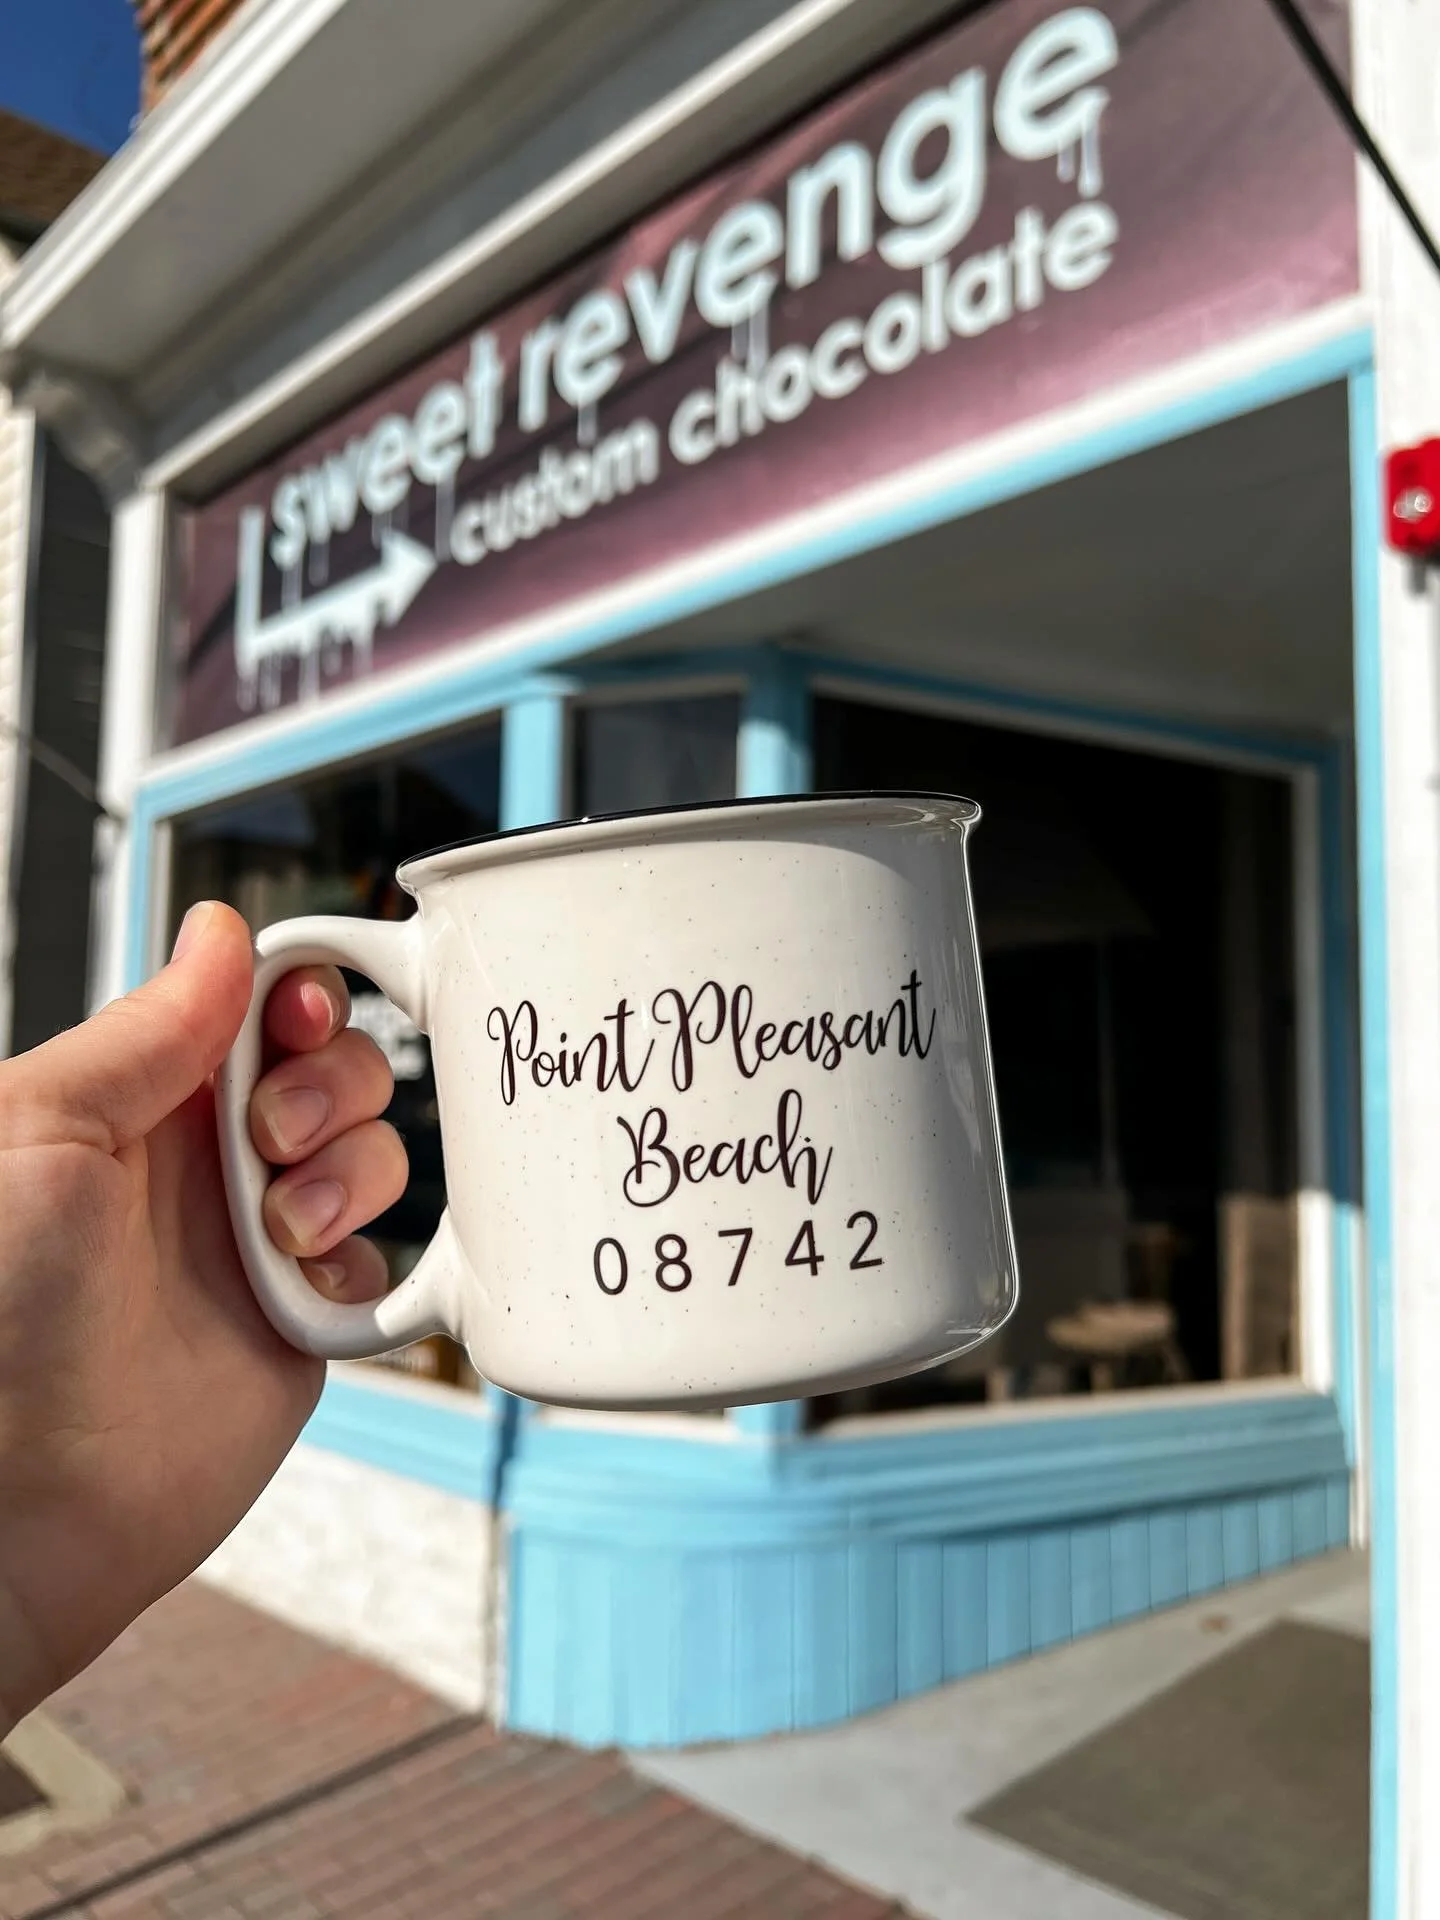 sweet revenge
custom chocolate
Point Pleasant
Beach
08742